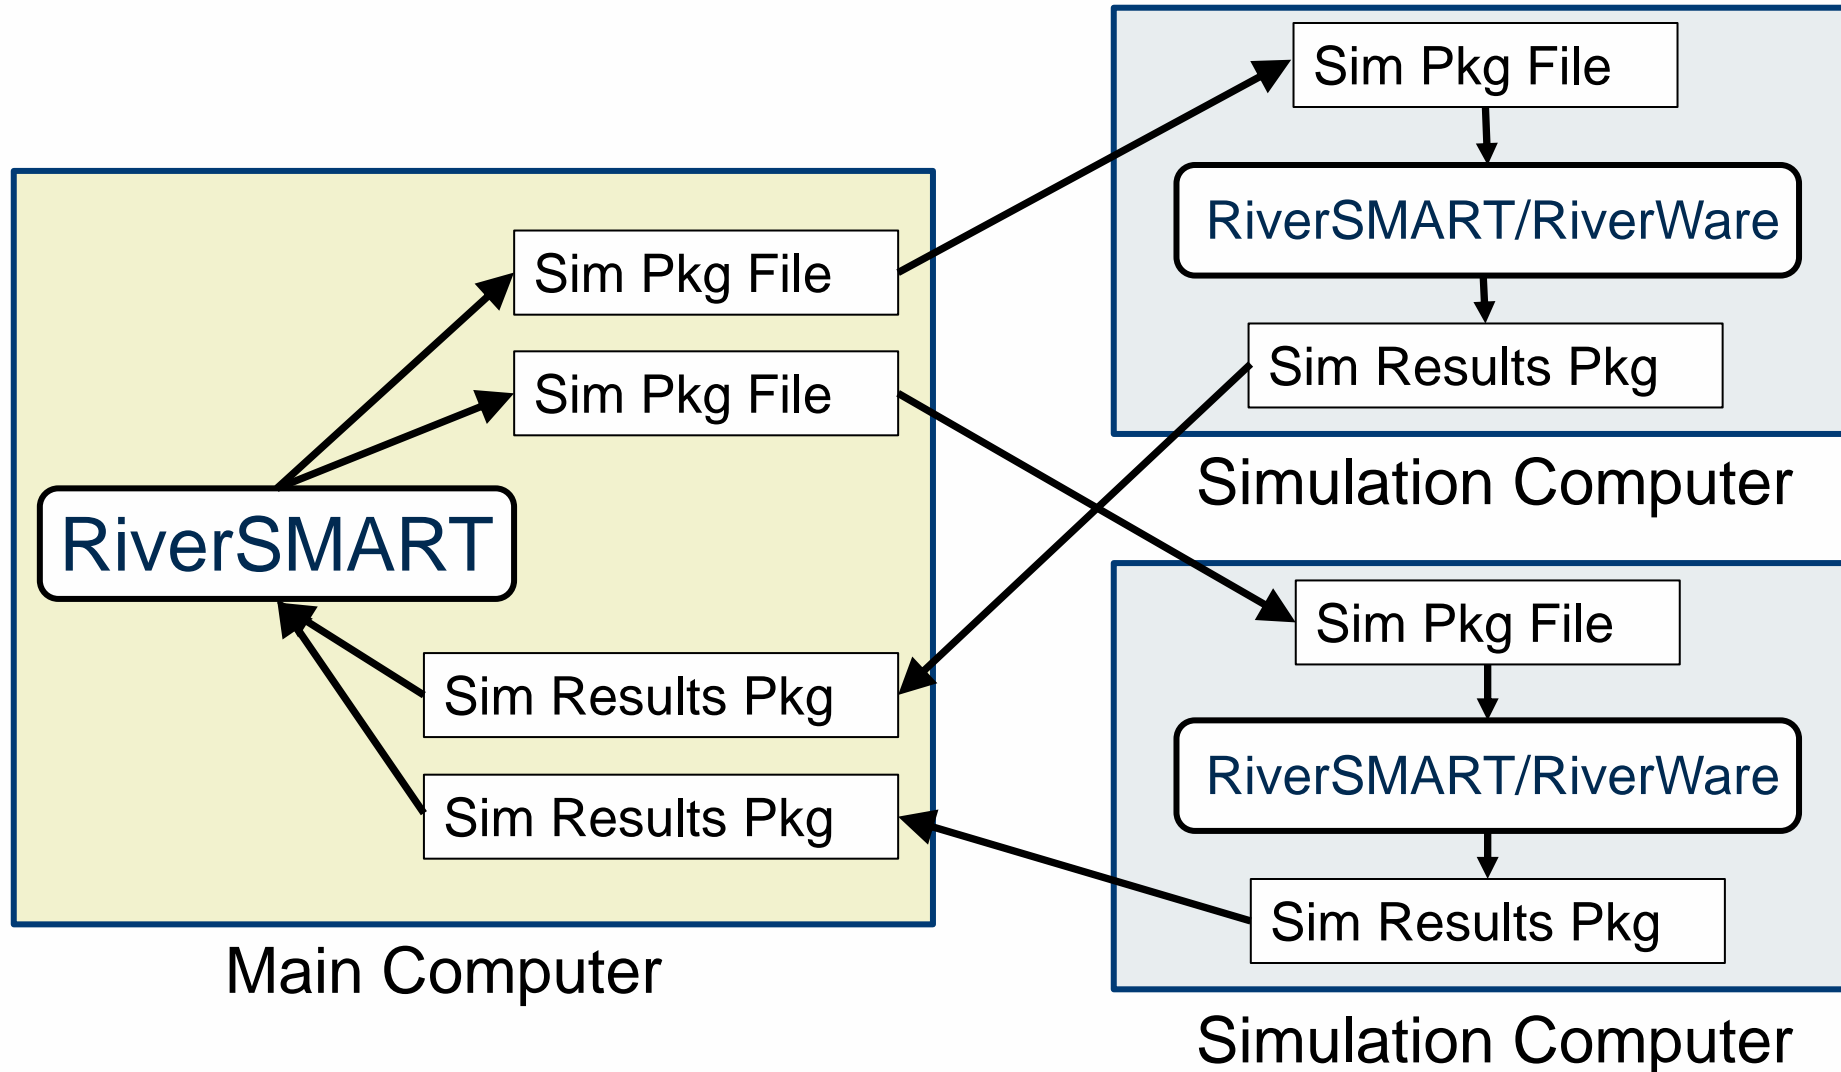 Sim Pkg File
Sim Pkg File
RiverSMART
Sim Results Pkg
Sim Results Pkg
Main Computer
Sim Pkg File
RiverSMART/RiverWare
Sim Results Pkg
Simulation Computer
Sim Pkg File
RiverSMART/RiverWare
Sim Results Pkg
Simulation Computer